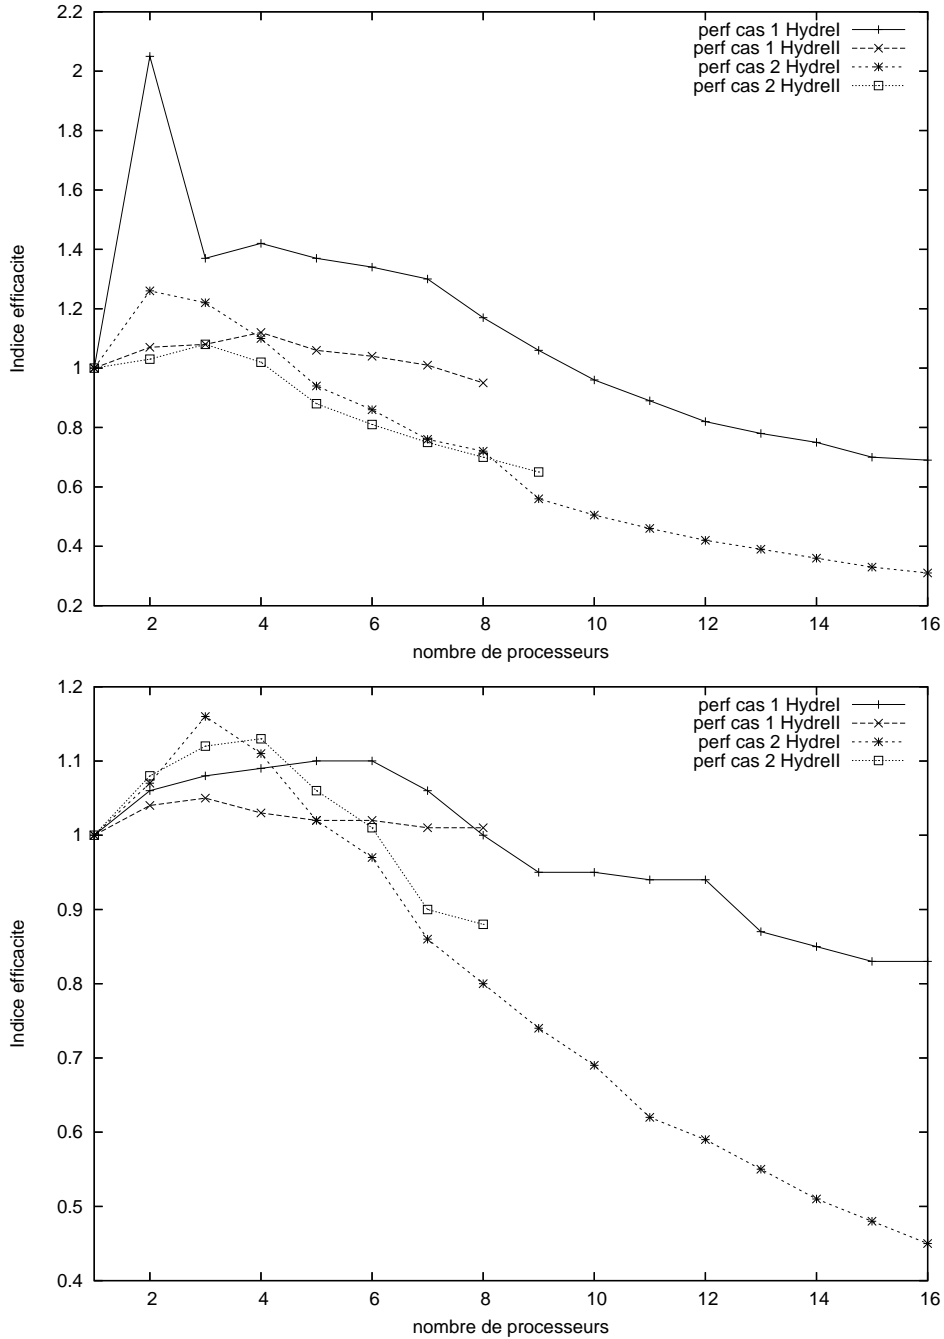 2.2
2
1.8
1.6
1.4
1.2
1
0.8
0.6
0.4
0.2
Indice efficacite
perf cas 1 HydreI
perf cas 1 HydreII
perf cas 2 HydreI
perf cas 2 HydreII
2 4 6 8 10 12 14 16
nombre de processeurs
1.2
1.1
1
0.9
0.8
0.7
0.6
0.5
0.4
Indice efficacite
perf cas 1 HydreI
perf cas 1 HydreII
perf cas 2 HydreI
perf cas 2 HydreII
2 4 6 8 10 12 14 16
nombre de processeurs